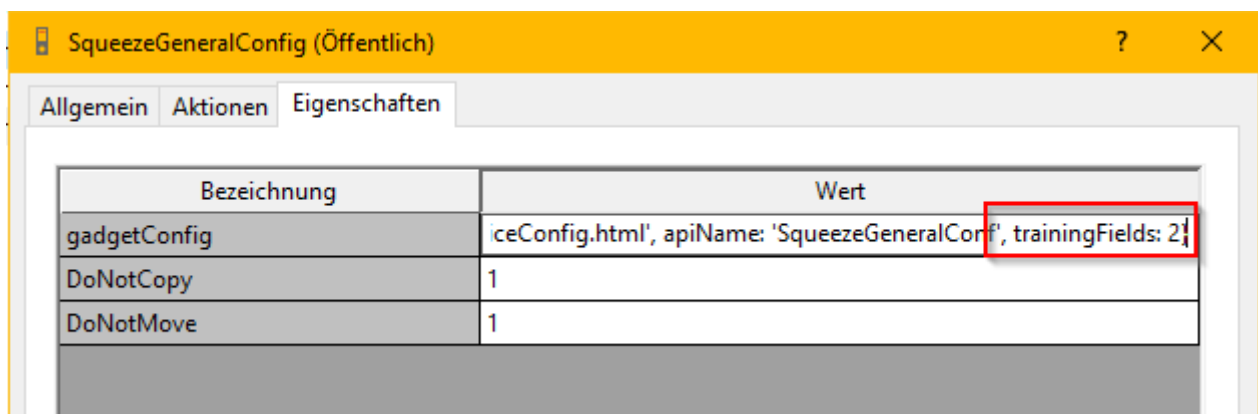 SqueezeGeneralConfig (Öffentlich) ?
Allgemein Aktionen Eigenschaften
Bezeichnung Wert
gadgetConfig iceConfig.html', apiName: 'SqueezeGeneralConf', trainingFields: 2}
DoNotCopy 1
DoNotMove 1